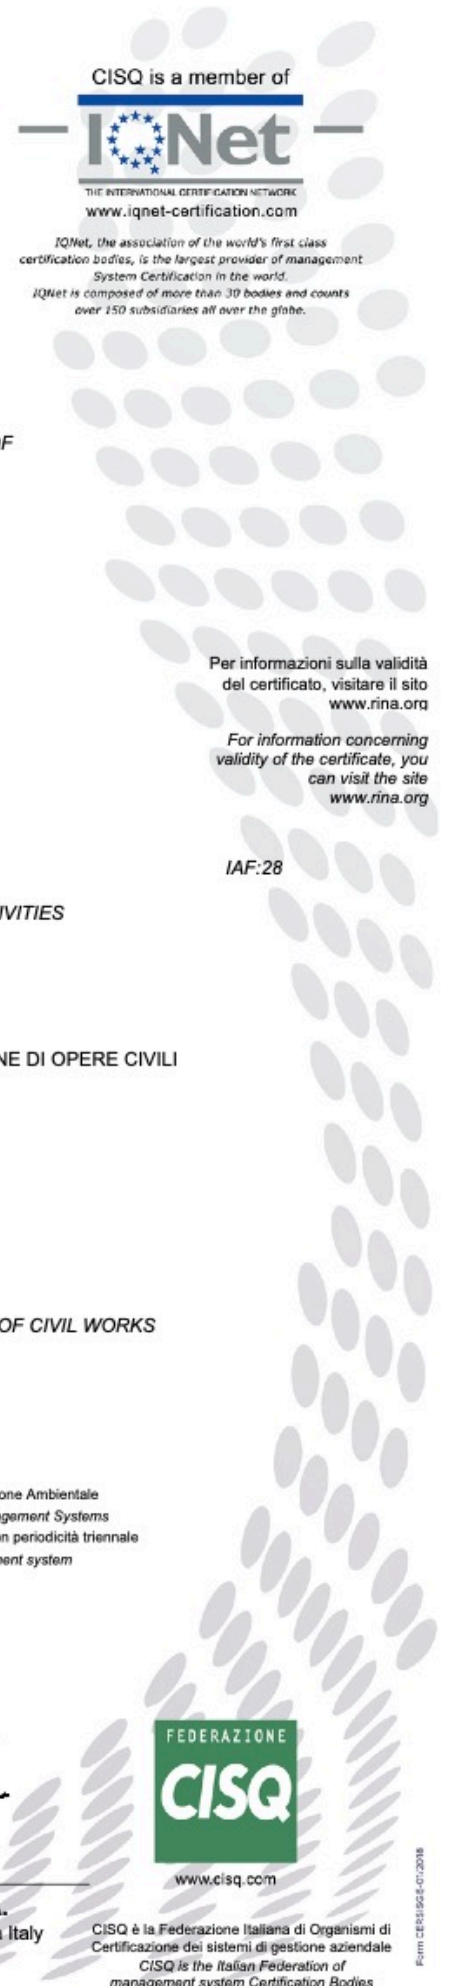 CISQ is a member of
IQNet
THE INTERNATIONAL CERTIFICATION NETWORK
www.iqnet-certification.com
IQNet, the association of the world's first class
certification bodies, is the largest provider of management
System Certification in the world.
IQNet is composed of more than 30 bodies and counts
over 150 subsidiaries all over the globe.
OF
Per informazioni sulla validità
del certificato, visitare il sito
www.rina.org
For information concerning
validity of the certificate, you
can visit the site
www.rina.org
IAF:28
IVITIES
NE DI OPERE CIVILI
OF CIVIL WORKS
one Ambientale
gement Systems
n periodicità triennale
ent system
FEDERAZIONE
CISQ
www.cisq.com
Italy
CISQ è la Federazione Italiana di Organismi di
Certificazione dei sistemi di gestione aziendale
CISQ is the Italian Federation of
management system Certification Bodies